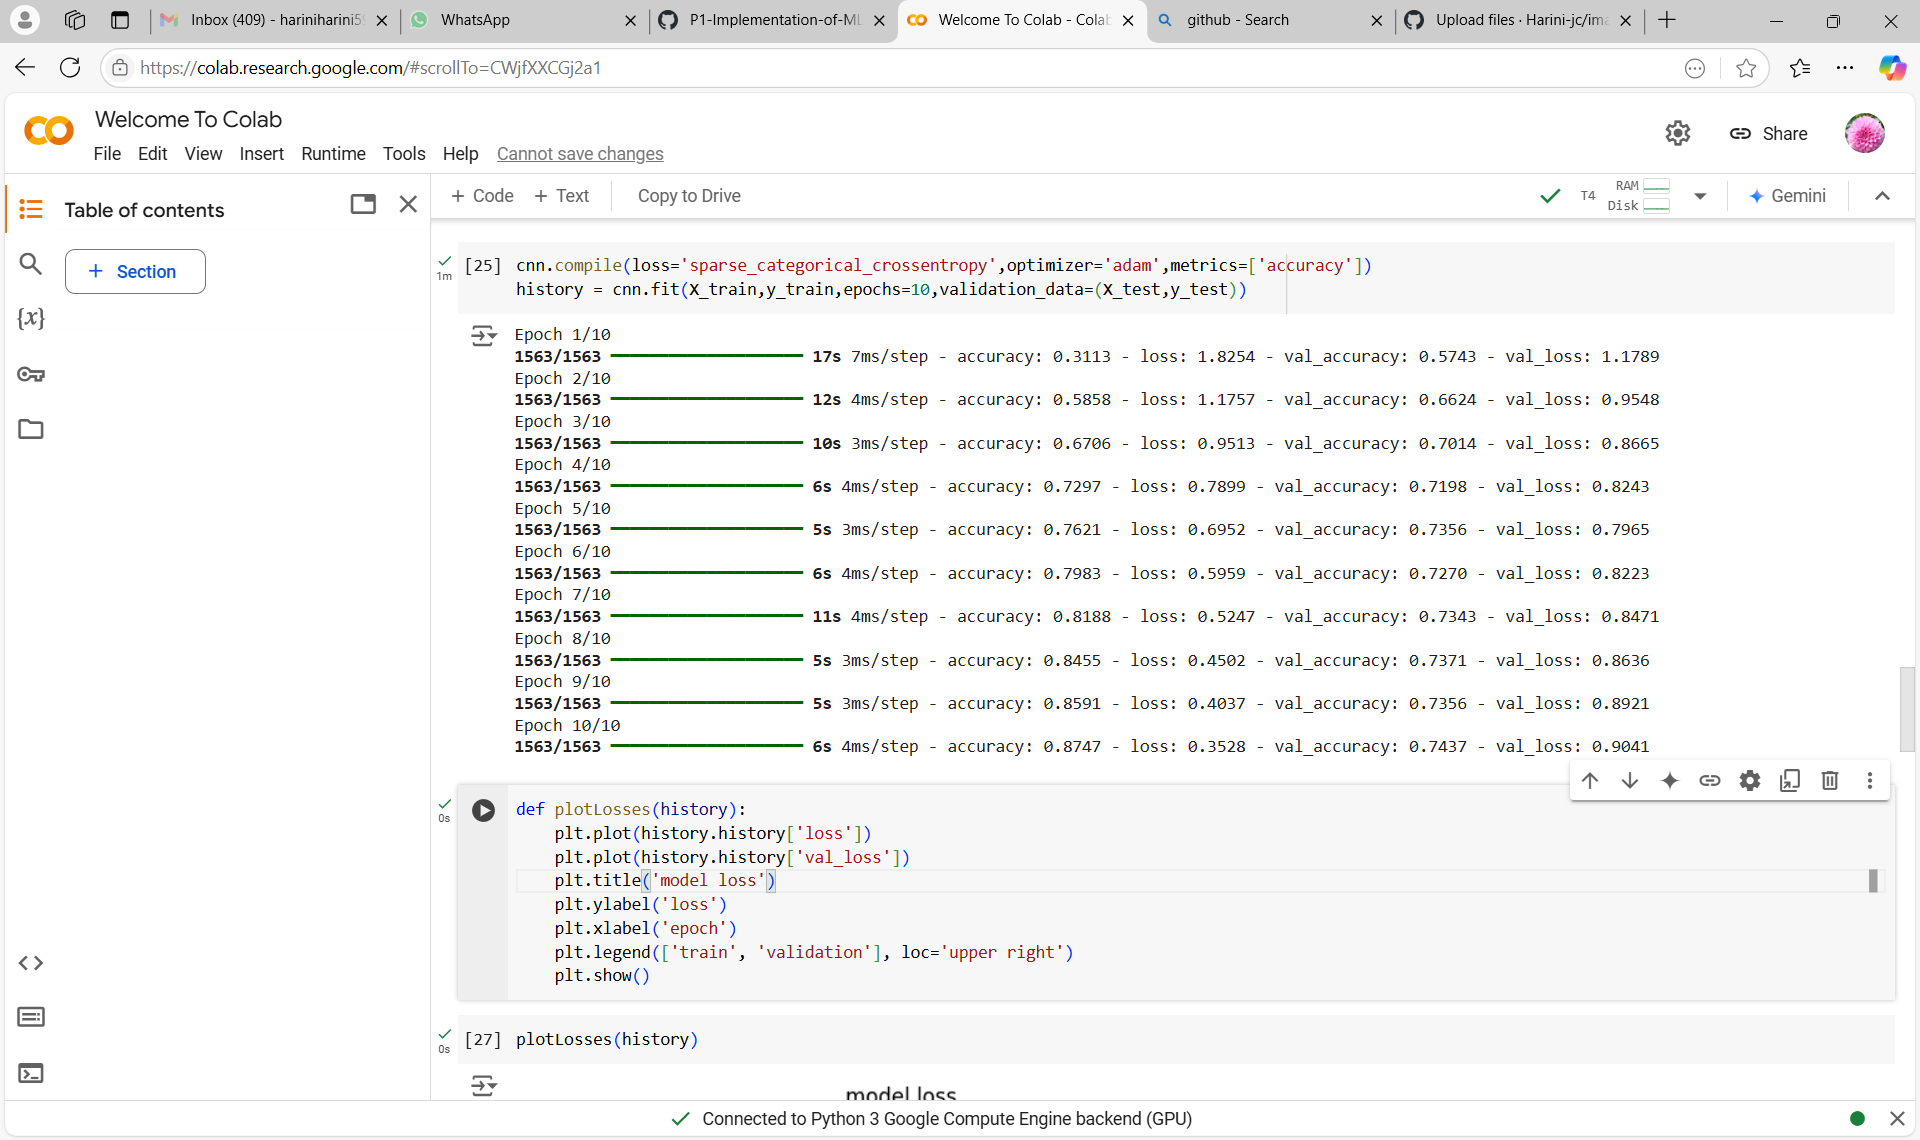 Inbox (409) - hariniharini5
WhatsApp
P1-Implementation-of-ML
Welcome To Colab - Colab
github - Search
Upload files · Harini-jc/ima
https://colab.research.google.com/#scrollTo=CWjfXXCGj2a1
Welcome To Colab
File Edit View Insert Runtime Tools Help Cannot save changes
Share
Table of contents
+ Section
{x}
+ Code + Text Copy to Drive
T4 RAM
Disk
Gemini
1m
[25] cnn.compile(loss='sparse_categorical_crossentropy',optimizer='adam',metrics=['accuracy'])
history = cnn.fit(X_train,y_train,epochs=10,validation_data=(X_test,y_test))
Epoch 1/10
1563/1563 17s 7ms/step - accuracy: 0.3113 - loss: 1.8254 - val_accuracy: 0.5743 - val_loss: 1.1789
Epoch 2/10
1563/1563 12s 4ms/step - accuracy: 0.5858 - loss: 1.1757 - val_accuracy: 0.6624 - val_loss: 0.9548
Epoch 3/10
1563/1563 10s 3ms/step - accuracy: 0.6706 - loss: 0.9513 - val_accuracy: 0.7014 - val_loss: 0.8665
Epoch 4/10
1563/1563 6s 4ms/step - accuracy: 0.7297 - loss: 0.7899 - val_accuracy: 0.7198 - val_loss: 0.8243
Epoch 5/10
1563/1563 5s 3ms/step - accuracy: 0.7621 - loss: 0.6952 - val_accuracy: 0.7356 - val_loss: 0.7965
Epoch 6/10
1563/1563 6s 4ms/step - accuracy: 0.7983 - loss: 0.5959 - val_accuracy: 0.7270 - val_loss: 0.8223
Epoch 7/10
1563/1563 11s 4ms/step - accuracy: 0.8188 - loss: 0.5247 - val_accuracy: 0.7343 - val_loss: 0.8471
Epoch 8/10
1563/1563 5s 3ms/step - accuracy: 0.8455 - loss: 0.4502 - val_accuracy: 0.7371 - val_loss: 0.8636
Epoch 9/10
1563/1563 5s 3ms/step - accuracy: 0.8591 - loss: 0.4037 - val_accuracy: 0.7356 - val_loss: 0.8921
Epoch 10/10
1563/1563 6s 4ms/step - accuracy: 0.8747 - loss: 0.3528 - val_accuracy: 0.7437 - val_loss: 0.9041
0s
def plotLosses(history):
plt.plot(history.history['loss'])
plt.plot(history.history['val_loss'])
plt.title('model loss')
plt.ylabel('loss')
plt.xlabel('epoch')
plt.legend(['train', 'validation'], loc='upper right')
plt.show()
0s
[27] plotLosses(history)
model loss
Connected to Python 3 Google Compute Engine backend (GPU)